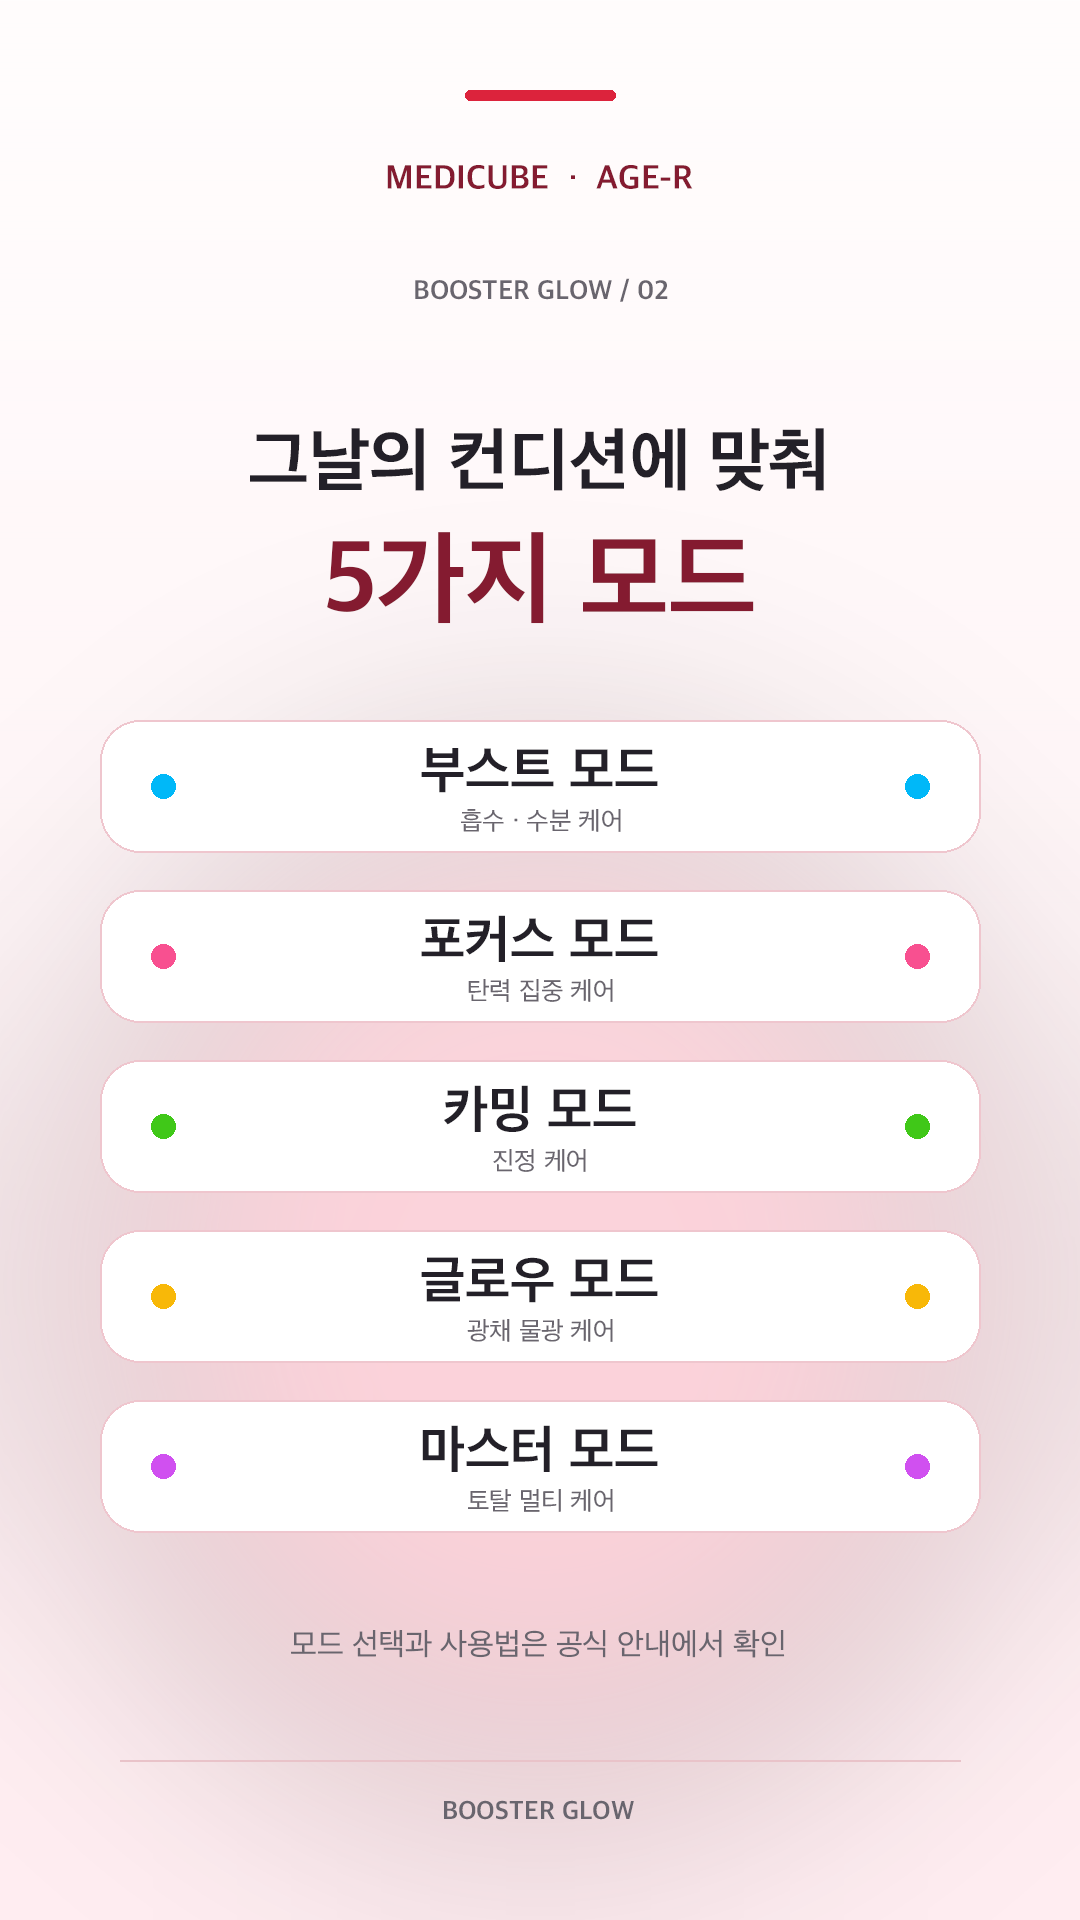 MEDICUBE · AGE-R
BOOSTER GLOW / 02
그날의 컨디션에 맞춰
5가지 모드
부스트 모드
흡수 · 수분 케어
포커스 모드
탄력 집중 케어
카밍 모드
진정 케어
글로우 모드
광채 물광 케어
마스터 모드
토탈 멀티 케어
모드 선택과 사용법은 공식 안내에서 확인
BOOSTER GLOW